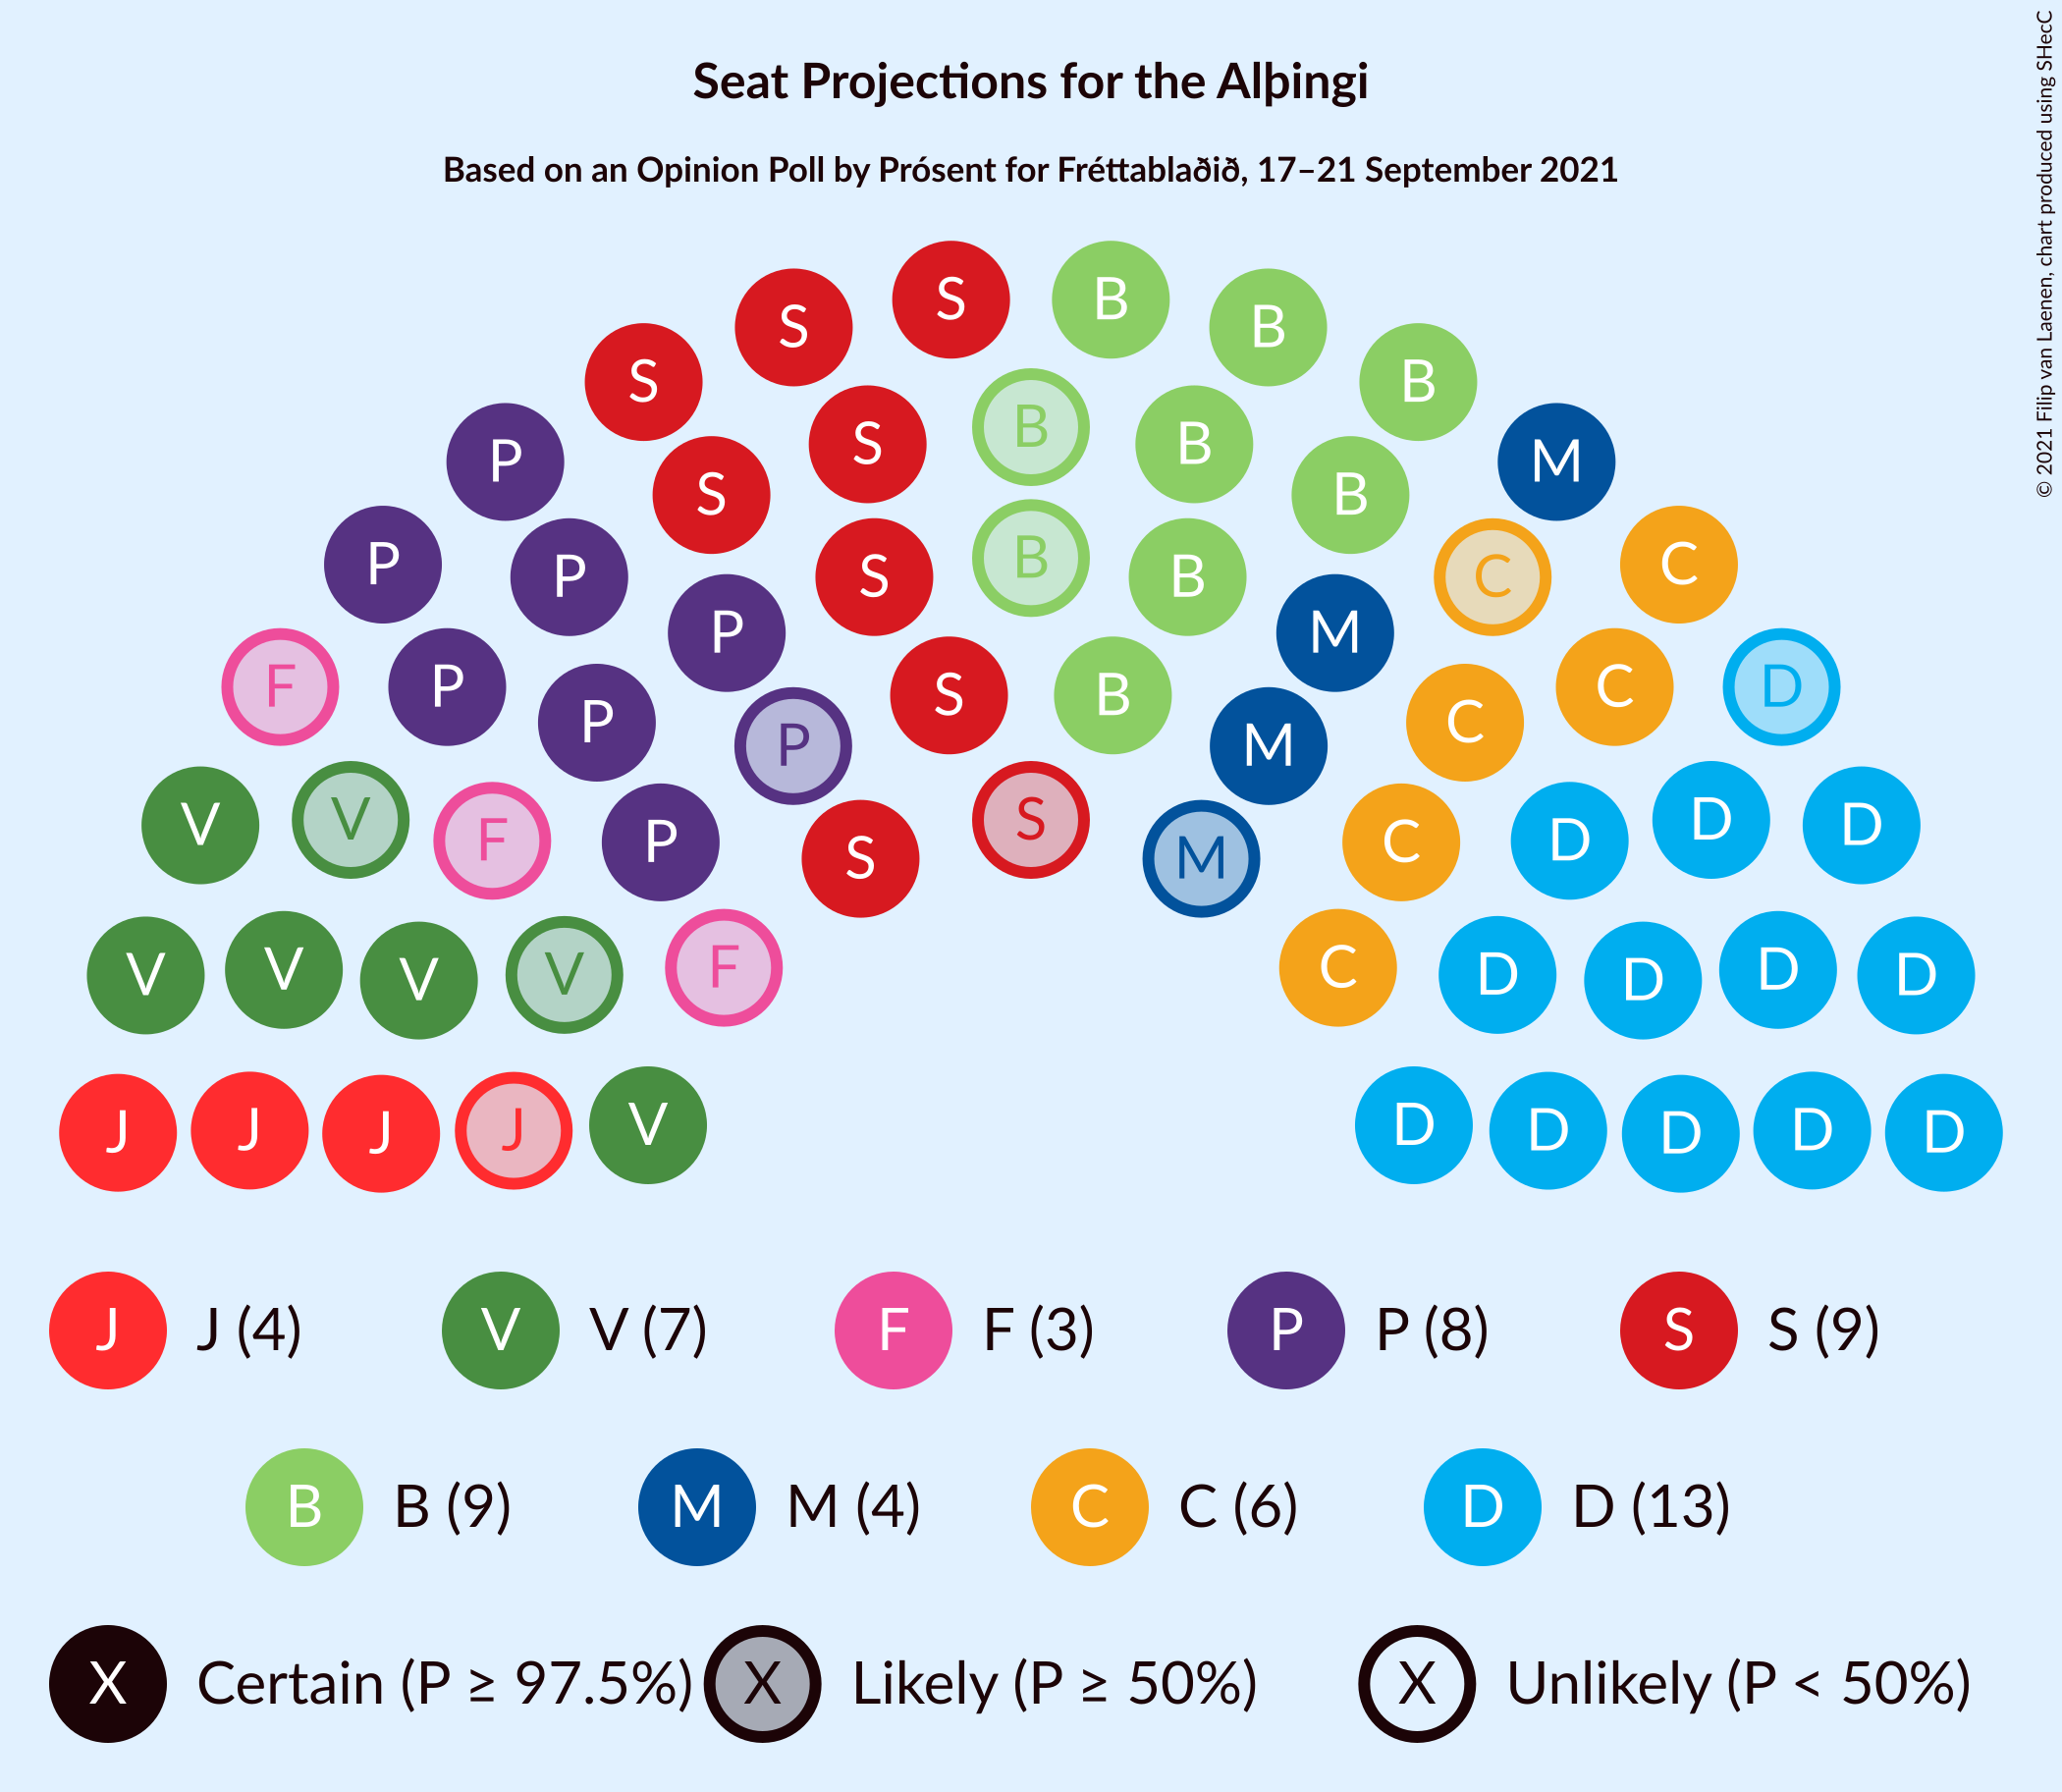 Seat Projections for the Alþingi
Based on an Opinion Poll by Prósent for Fréttablaðið, 17–21 September 2021
© 2021 Filip van Laenen, chart produced using SHecC
S S B B
S B
S B B
P S B M
P P S B B C C
P M
F P P S B C C D
P M
V V F P S S M C D D D
V V V V F C D D D D
J J J J V D D D D D
J J (4) V V (7) F F (3) P P (8) S S (9)
B B (9) M M (4) C C (6) D D (13)
X Certain (P ≥ 97.5%) X Likely (P ≥ 50%) X Unlikely (P < 50%)